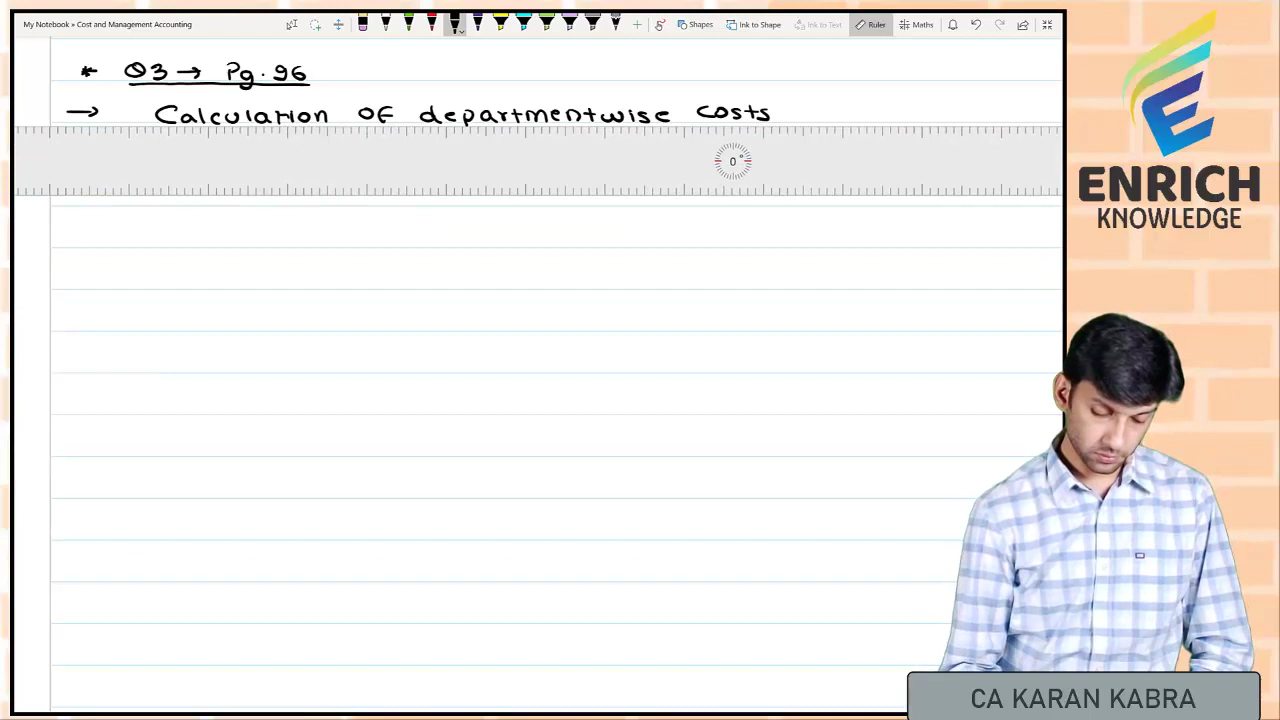 My Notebook » Cost and Management Accounting
Shapes Ink to Shape Ink to Text Ruler Maths
* Q3 → Pg. 96
→ Calculation of departmentwise costs
0°
ENRICH
KNOWLEDGE
CA KARAN KABRA